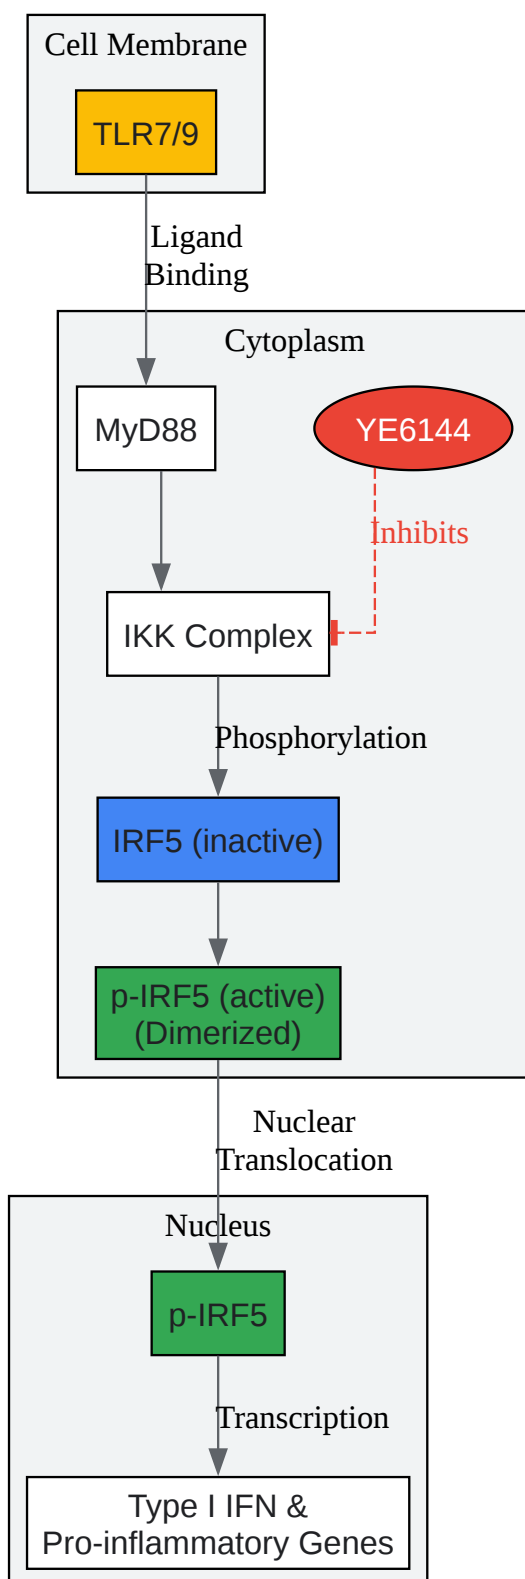 Cell Membrane
TLR7/9
Ligand
Binding
Cytoplasm
MyD88
YE6144
Inhibits
IKK Complex
Phosphorylation
IRF5 (inactive)
p-IRF5 (active)
(Dimerized)
Nuclear
Translocation
Nucleus
p-IRF5
Transcription
Type I IFN &
Pro-inflammatory Genes